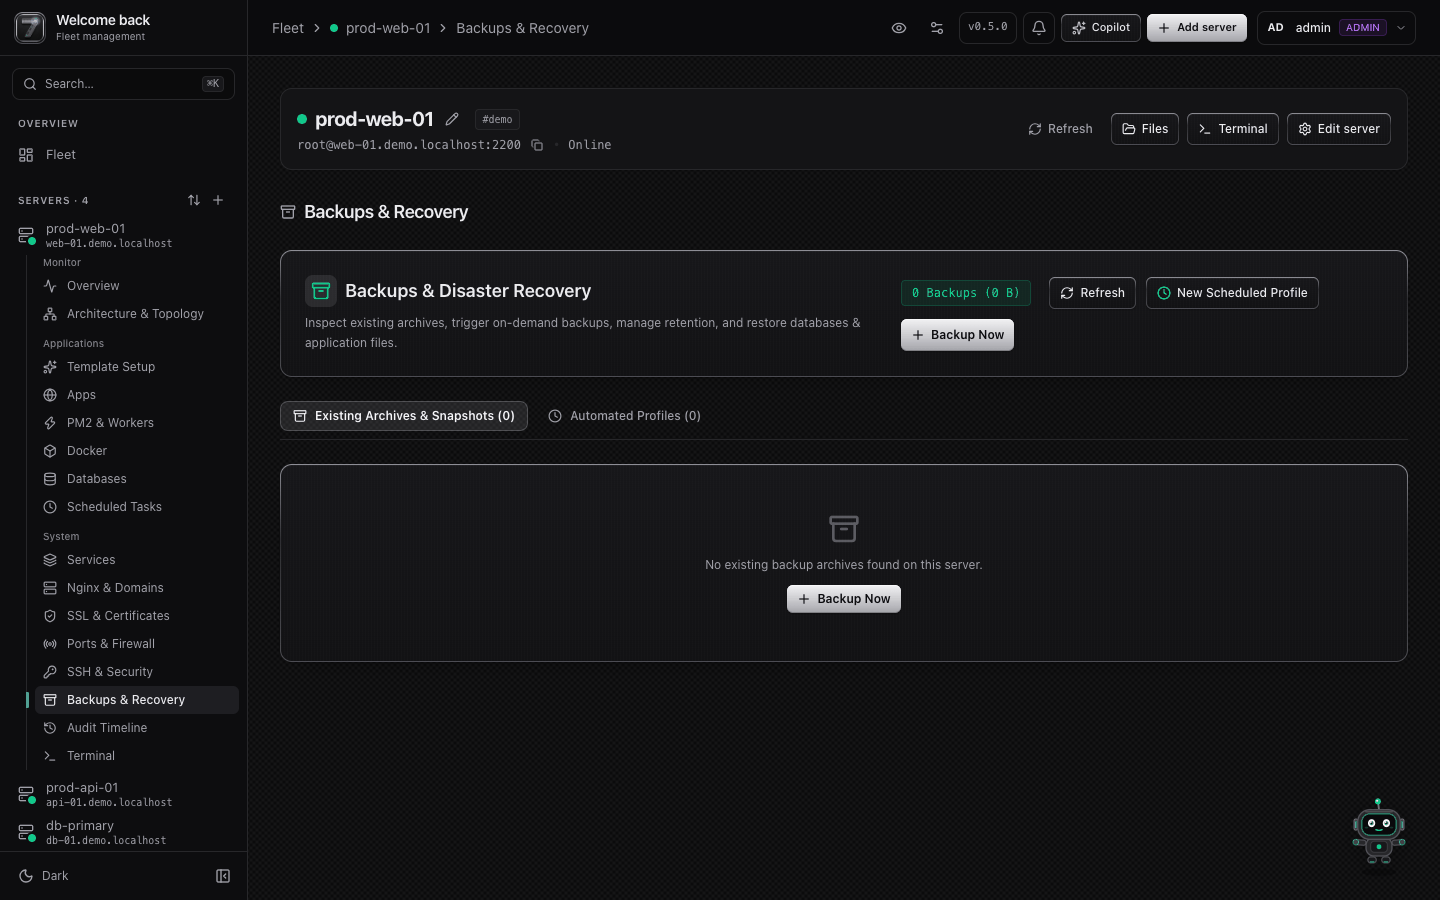 Welcome back
Fleet management
Search...
⌘K
OVERVIEW
Fleet
SERVERS · 4
prod-web-01
web-01.demo.localhost
Monitor
Overview
Architecture & Topology
Applications
Template Setup
Apps
PM2 & Workers
Docker
Databases
Scheduled Tasks
System
Services
Nginx & Domains
SSL & Certificates
Ports & Firewall
SSH & Security
Backups & Recovery
Audit Timeline
Terminal
prod-api-01
api-01.demo.localhost
db-primary
db-01.demo.localhost
Dark
Fleet > prod-web-01 > Backups & Recovery
v0.5.0
Copilot
Add server
AD admin ADMIN
prod-web-01 #demo
root@web-01.demo.localhost:2200 · Online
Refresh
Files
Terminal
Edit server
Backups & Recovery
Backups & Disaster Recovery
Inspect existing archives, trigger on-demand backups, manage retention, and restore databases &
application files.
0 Backups (0 B)
Refresh
New Scheduled Profile
Backup Now
Existing Archives & Snapshots (0)
Automated Profiles (0)
No existing backup archives found on this server.
Backup Now